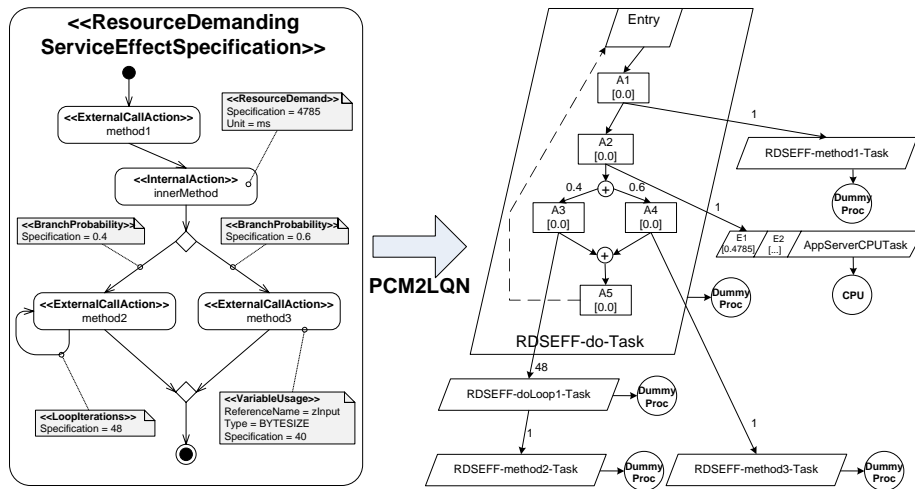 <<ResourceDemanding
ServiceEffectSpecification>>
<<ResourceDemand>>
Specification = 4785
Unit = ms
<<ExternalCallAction>>
method1
<<InternalAction>>
innerMethod
<<BranchProbability>>
Specification = 0.4
<<BranchProbability>>
Specification = 0.6
<<ExternalCallAction>>
method2
<<ExternalCallAction>>
method3
<<LoopIterations>>
Specification = 48
<<VariableUsage>>
ReferenceName = zInput
Type = BYTESIZE
Specification = 40
PCM2LQN
Entry
A1
[0.0]
1
A2
[0.0]
RDSEFF-method1-Task
Dummy
Proc
0.4
+
0.6
1
A3
[0.0]
A4
[0.0]
E1
[0.4785]
E2
[...]
AppServerCPUTask
+
CPU
A5
[0.0]
Dummy
Proc
RDSEFF-do-Task
48
RDSEFF-doLoop1-Task
Dummy
Proc
1
1
RDSEFF-method2-Task
Dummy
Proc
RDSEFF-method3-Task
Dummy
Proc